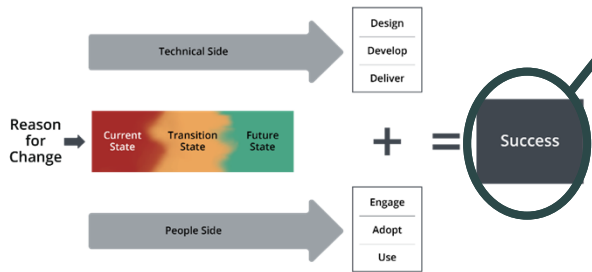 Technical Side
Design
Develop
Deliver
Reason
for
Change
Current
State
Transition
State
Future
State
+
=
Success
People Side
Engage
Adopt
Use